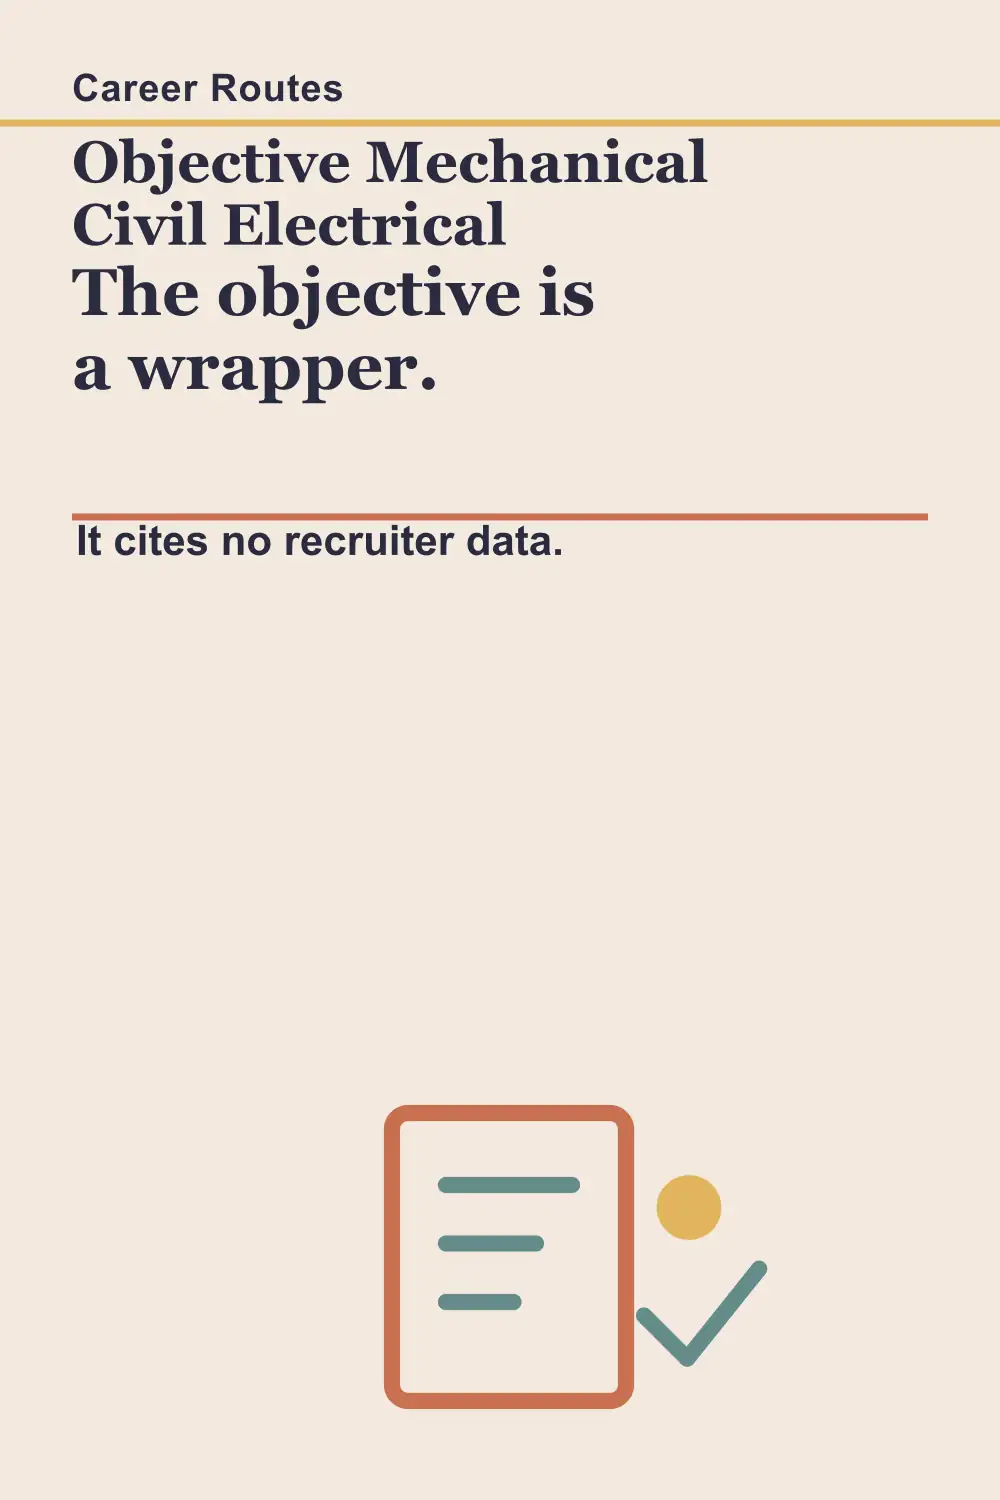 Career Routes
Objective Mechanical
Civil Electrical
The objective is
a wrapper.
It cites no recruiter data.